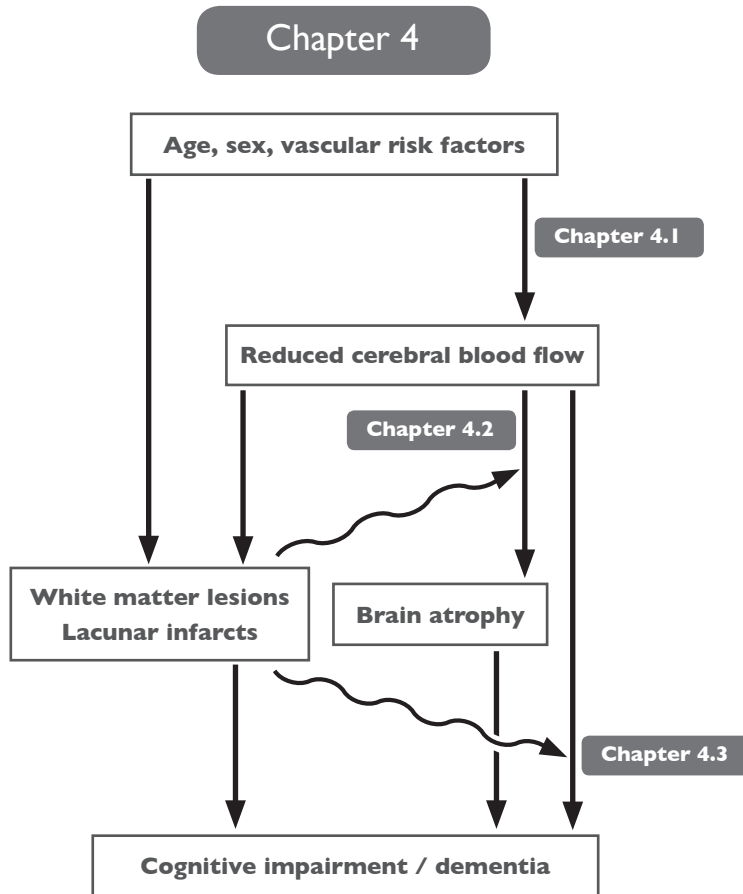 Chapter 4
Age, sex, vascular risk factors
Chapter 4.1
Reduced cerebral blood flow
Chapter 4.2
White matter lesions
Lacunar infarcts
Brain atrophy
Chapter 4.3
Cognitive impairment / dementia